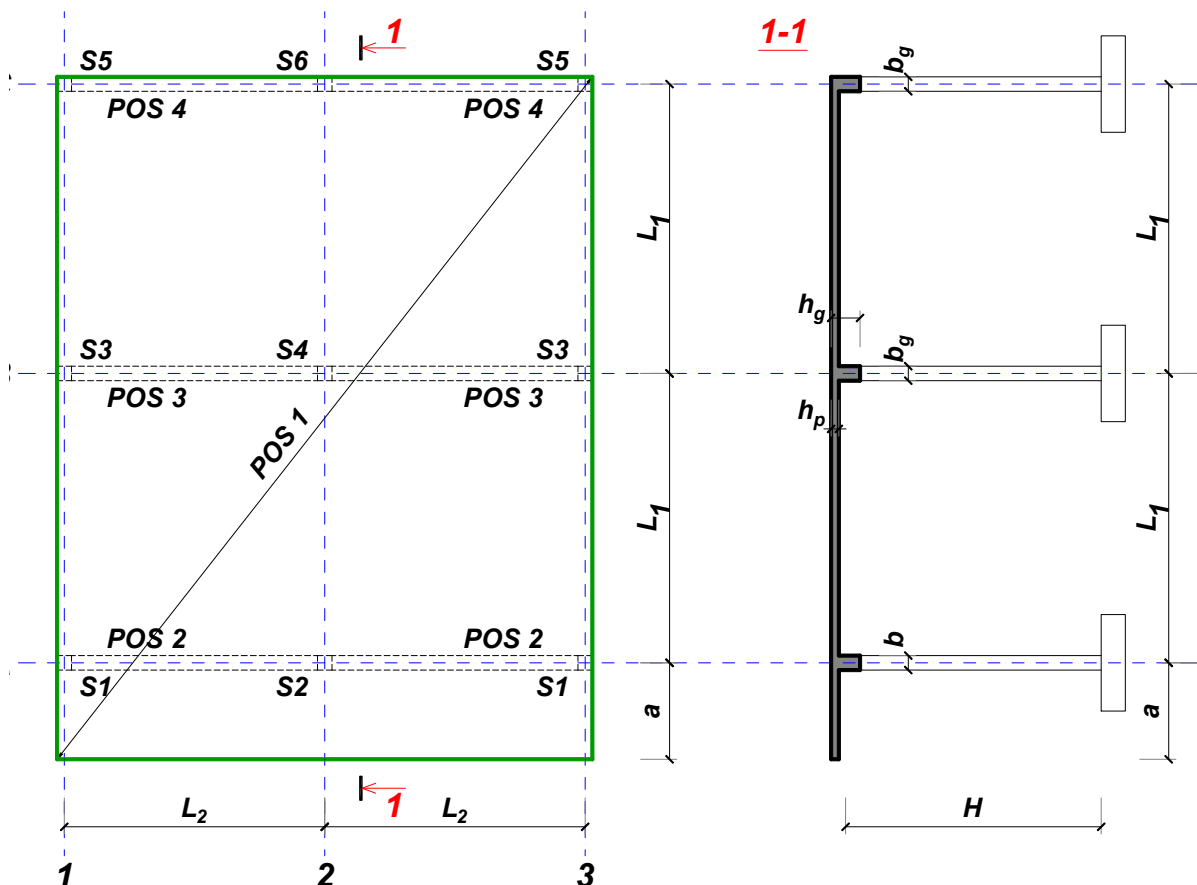 1
1-1
S5 S6 S5
b_g
POS 4 POS 4
L_1 L_1
h_g
S3 S4 S3
b_g
POS 3 POS 3
h_p
POS 1
L_1 L_1
POS 2 POS 2
b
S1 S2 S1
a a
1
L_2 L_2 H
1 2 3